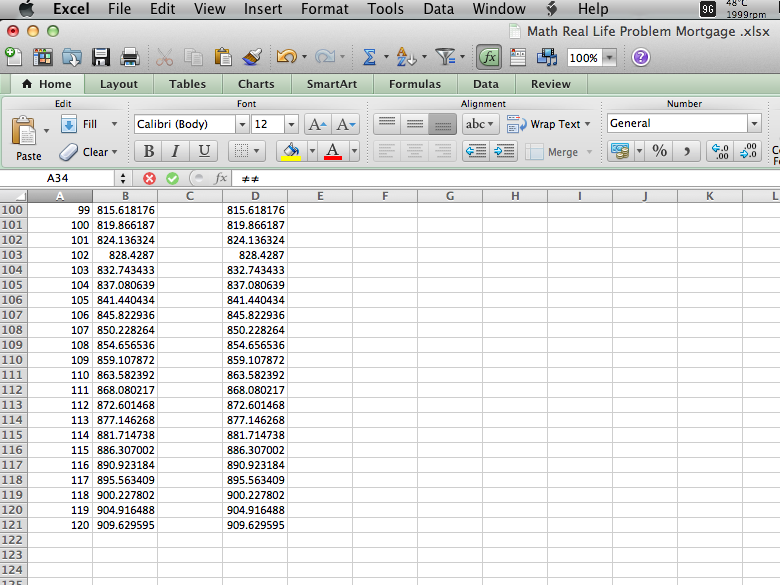 Excel File Edit View Insert Format Tools Data Window Help 9G 48°C 1999rpm
Math Real Life Problem Mortgage .xlsx
100%
Home Layout Tables Charts SmartArt Formulas Data Review
Edit Font Alignment Number
Fill Calibri (Body) 12 A A abc Wrap Text General
Paste Clear B I U A Merge % ,
A34 fx ≠≠
A B C D E F G H I J K L
100 99 815.618176 815.618176
101 100 819.866187 819.866187
102 101 824.136324 824.136324
103 102 828.4287 828.4287
104 103 832.743433 832.743433
105 104 837.080639 837.080639
106 105 841.440434 841.440434
107 106 845.822936 845.822936
108 107 850.228264 850.228264
109 108 854.656536 854.656536
110 109 859.107872 859.107872
111 110 863.582392 863.582392
112 111 868.080217 868.080217
113 112 872.601468 872.601468
114 113 877.146268 877.146268
115 114 881.714738 881.714738
116 115 886.307002 886.307002
117 116 890.923184 890.923184
118 117 895.563409 895.563409
119 118 900.227802 900.227802
120 119 904.916488 904.916488
121 120 909.629595 909.629595
122
123
124
125